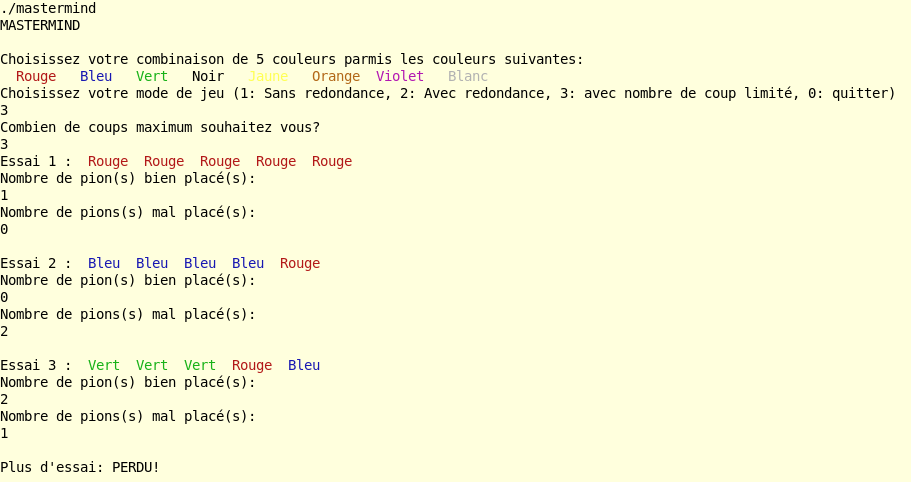 ./mastermind
MASTERMIND
Choisissez votre combinaison de 5 couleurs parmis les couleurs suivantes:
Rouge Bleu Vert Noir Jaune Orange Violet Blanc
Choisissez votre mode de jeu (1: Sans redondance, 2: Avec redondance, 3: avec nombre de coup limité, 0: quitter)
3
Combien de coups maximum souhaitez vous?
3
Essai 1 : Rouge Rouge Rouge Rouge Rouge
Nombre de pion(s) bien placé(s):
1
Nombre de pions(s) mal placé(s):
0
Essai 2 : Bleu Bleu Bleu Bleu Rouge
Nombre de pion(s) bien placé(s):
0
Nombre de pions(s) mal placé(s):
2
Essai 3 : Vert Vert Vert Rouge Bleu
Nombre de pion(s) bien placé(s):
2
Nombre de pions(s) mal placé(s):
1
Plus d'essai: PERDU!